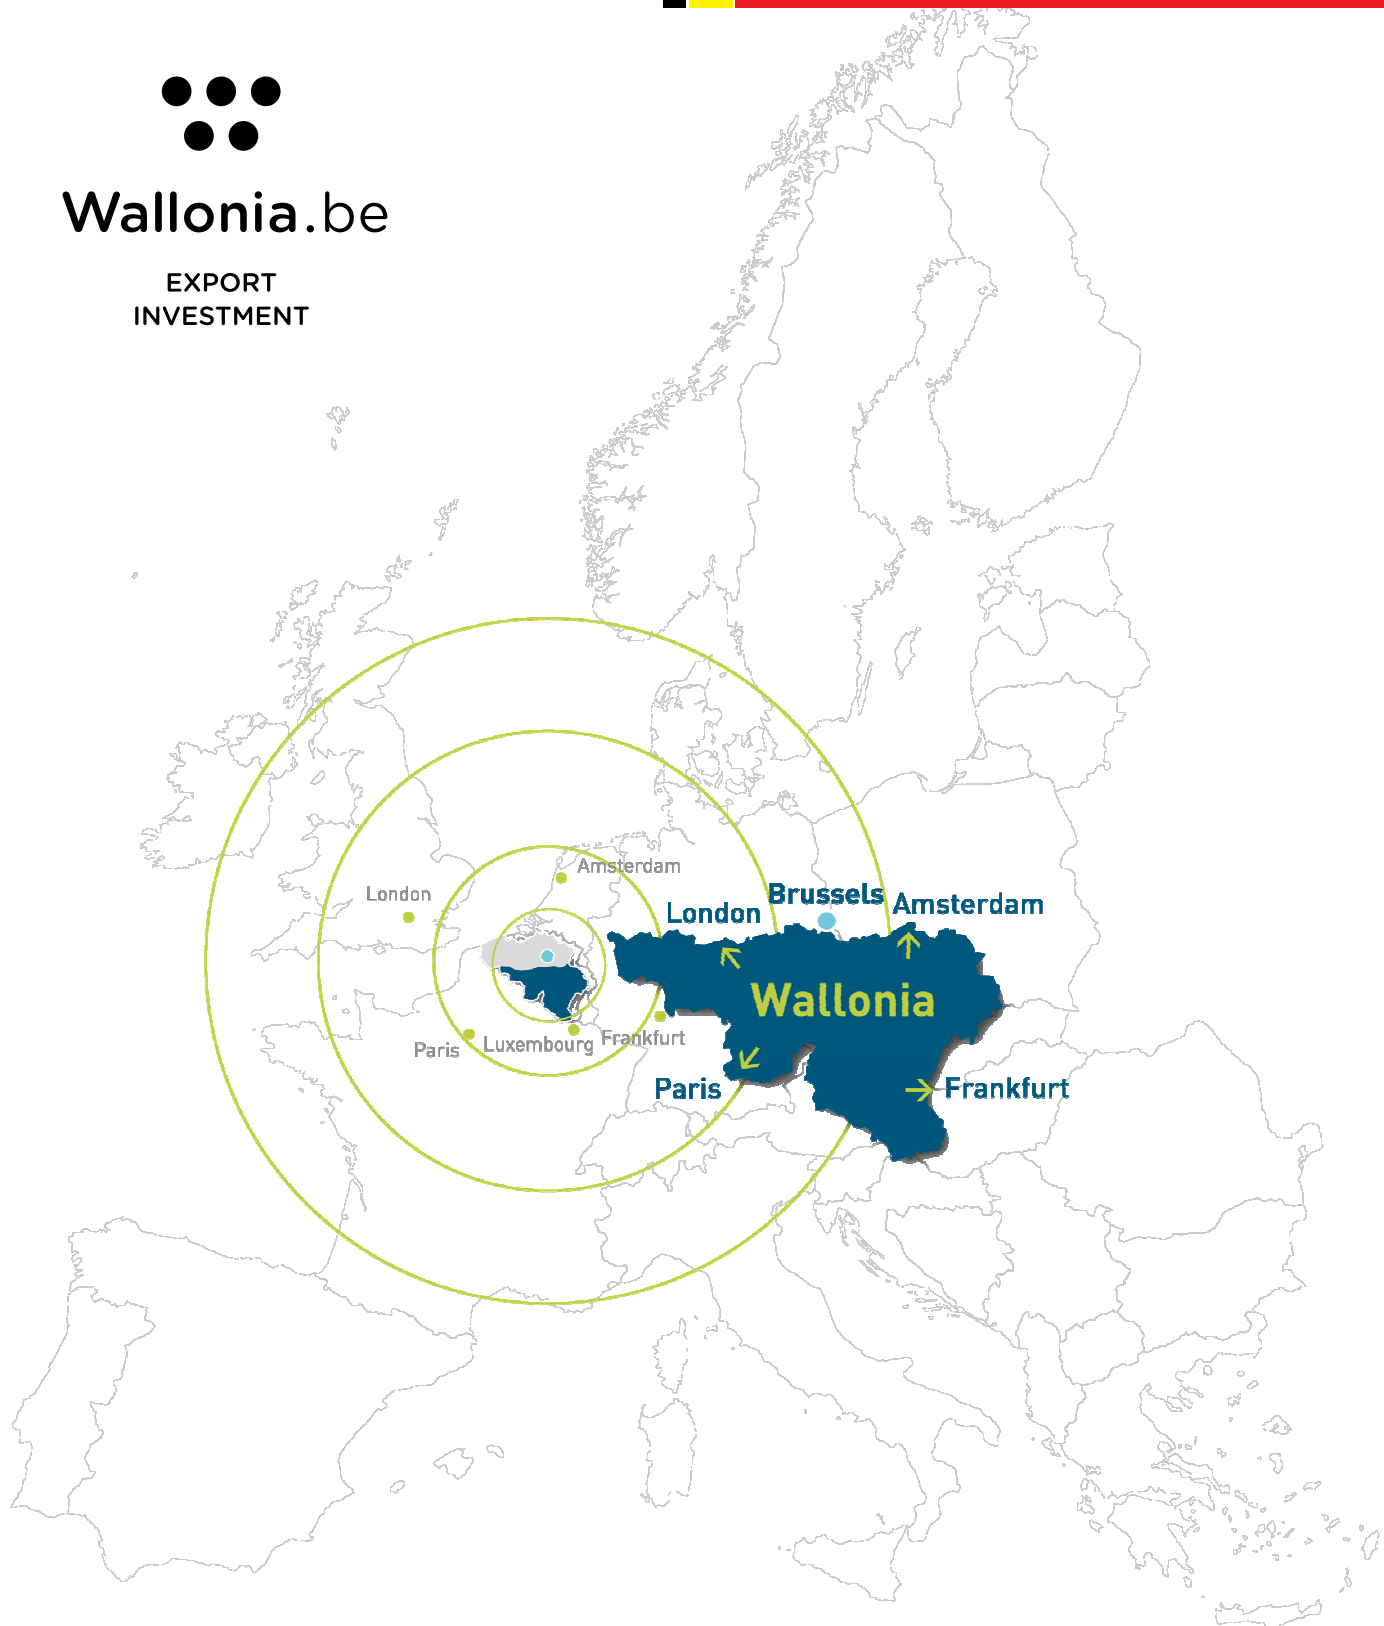 Wallonia.be
EXPORT
INVESTMENT
Amsterdam
London
Brussels
London
Amsterdam
Wallonia
Paris
Luxembourg
Frankfurt
Paris
Frankfurt